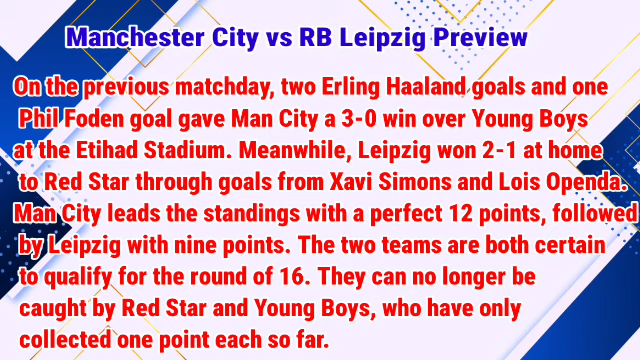 Manchester City vs RB Leipzig Preview
On the previous matchday, two Erling Haaland goals and one
Phil Foden goal gave Man City a 3-0 win over Young Boys
at the Etihad Stadium. Meanwhile, Leipzig won 2-1 at home
to Red Star through goals from Xavi Simons and Lois Openda.
Man City leads the standings with a perfect 12 points, followed
by Leipzig with nine points. The two teams are both certain
to qualify for the round of 16. They can no longer be
caught by Red Star and Young Boys, who have only
collected one point each so far.